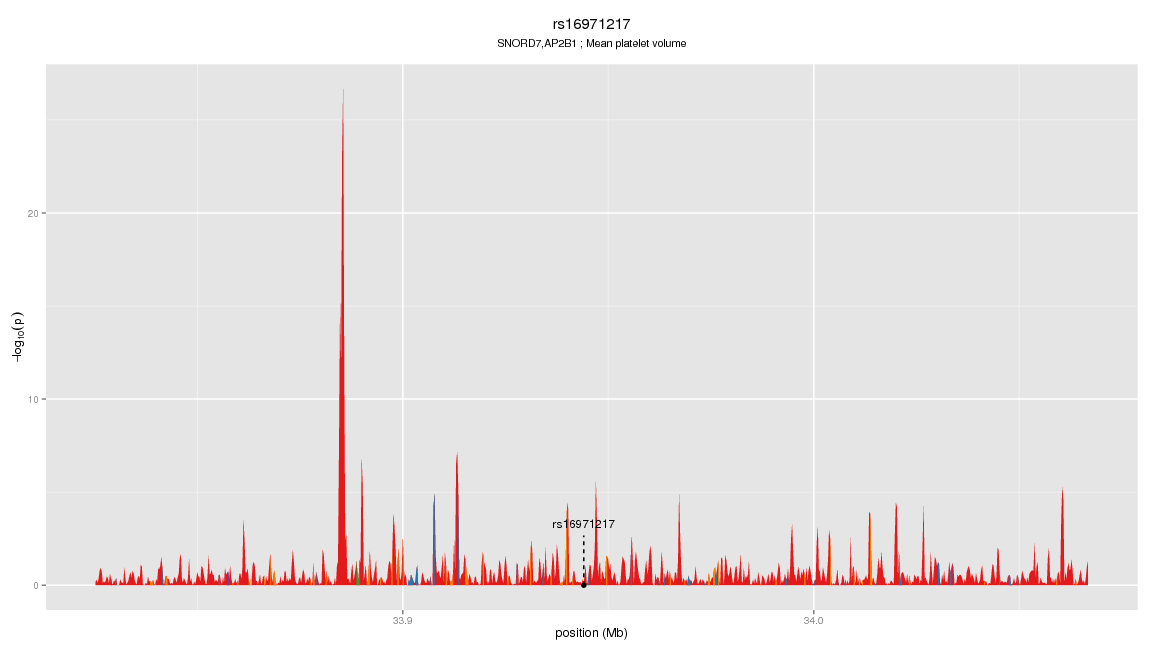 rs16971217
SNORD7,AP2B1 ; Mean platelet volume
−log10(p)
20
10
0
rs16971217
33.9
34.0
position (Mb)